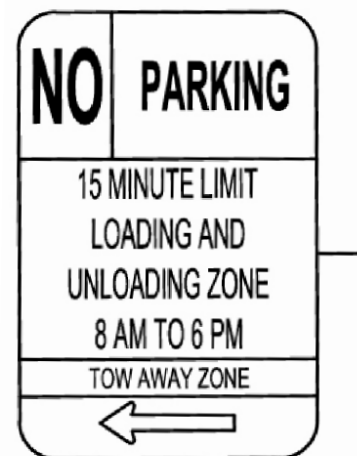 NO PARKING
15 MINUTE LIMIT
LOADING AND
UNLOADING ZONE
8 AM TO 6 PM
TOW AWAY ZONE